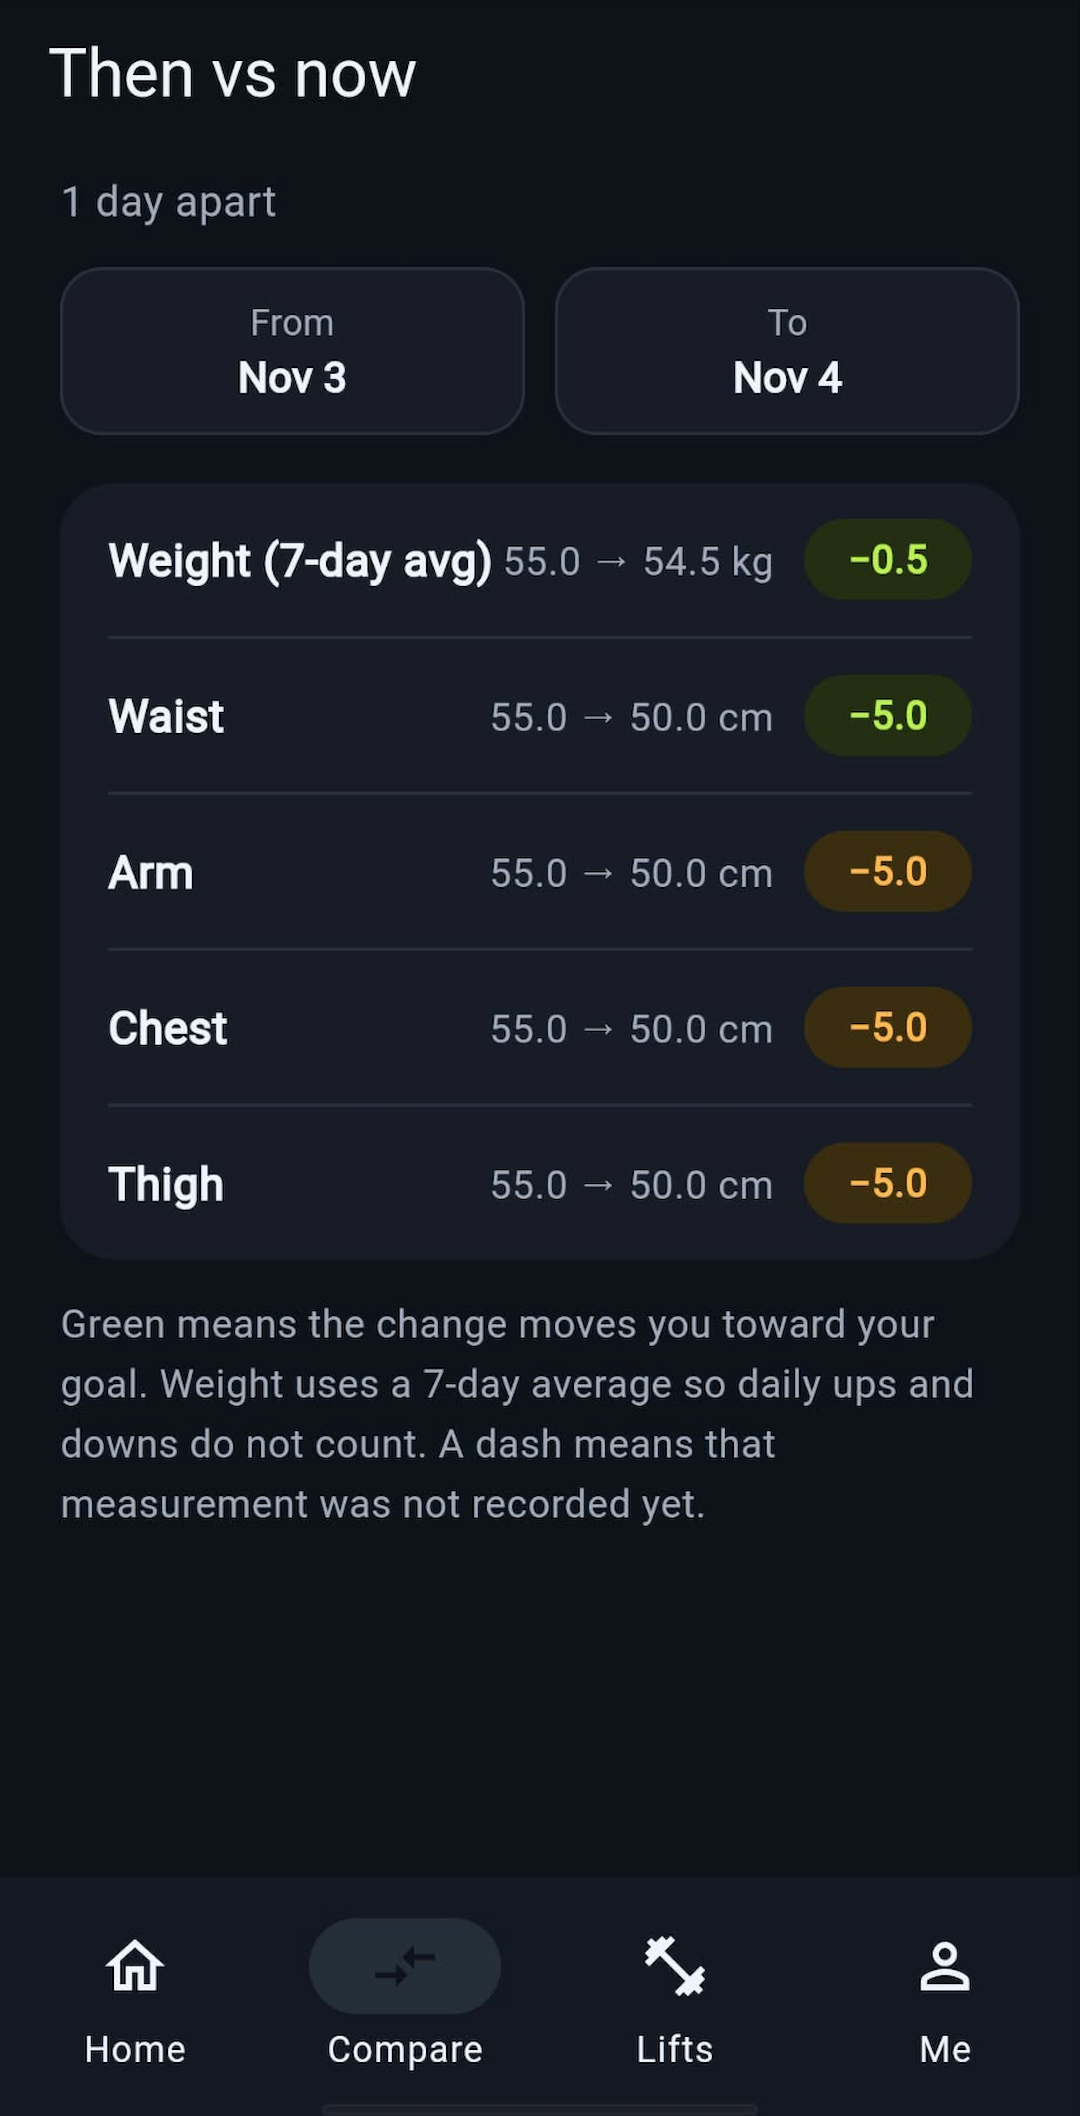 Then vs now
1 day apart
From
Nov 3
To
Nov 4
Weight (7-day avg) 55.0 → 54.5 kg −0.5
Waist 55.0 → 50.0 cm −5.0
Arm 55.0 → 50.0 cm −5.0
Chest 55.0 → 50.0 cm −5.0
Thigh 55.0 → 50.0 cm −5.0
Green means the change moves you toward your
goal. Weight uses a 7-day average so daily ups and
downs do not count. A dash means that
measurement was not recorded yet.
Home
Compare
Lifts
Me